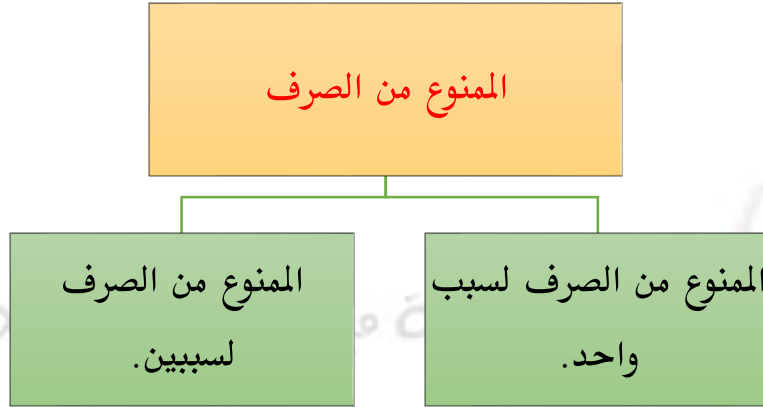 الممنوع من الصرف
الممنوع من الصرف لسبب
واحد.
الممنوع من الصرف
لسببين.